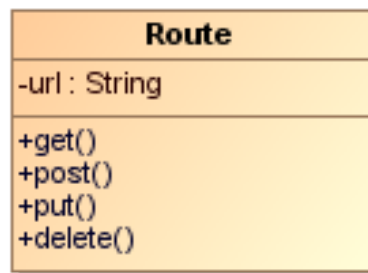 Route
-url : String
+get()
+post()
+put()
+delete()